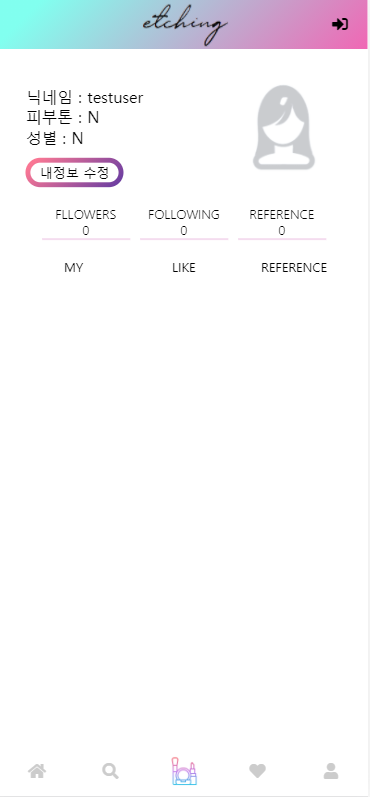 etching
닉네임 : testuser
피부톤 : N
성별 : N
내정보 수정
FLLOWERS FOLLOWING REFERENCE
0 0 0
MY LIKE REFERENCE